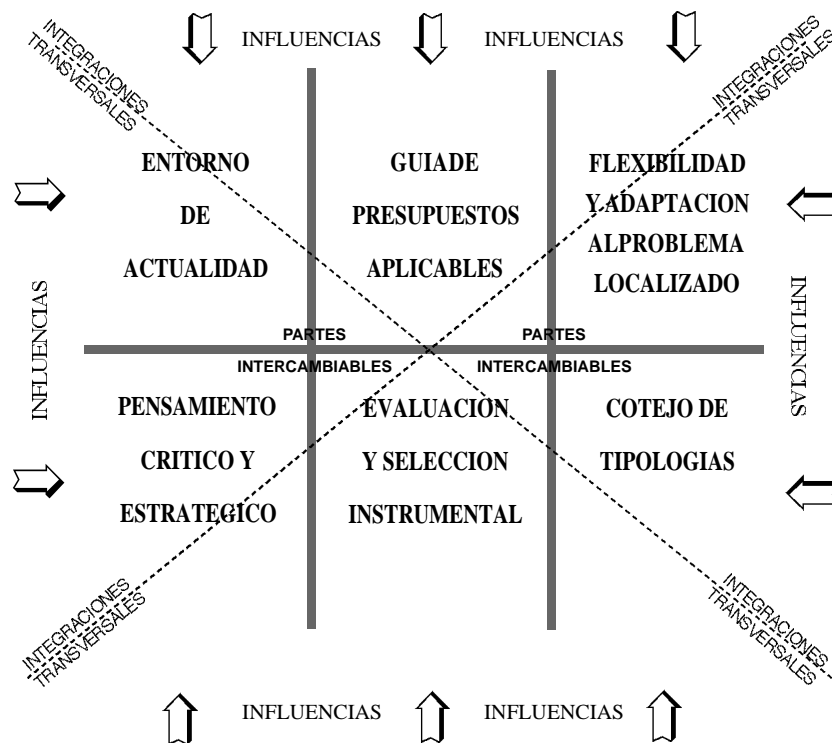 INFLUENCIAS
INFLUENCIAS
INTEGRACIONES
TRANSVERSALES
INTEGRACIONES
TRANSVERSALES
ENTORNO
DE
ACTUALIDAD
GUIADE
PRESUPUESTOS
APLICABLES
FLEXIBILIDAD
Y ADAPTACION
ALPROBLEMA
LOCALIZADO
INFLUENCIAS
INFLUENCIAS
PARTES
INTERCAMBIABLES
PARTES
INTERCAMBIABLES
PENSAMIENTO
CRITICO Y
ESTRATEGICO
EVALUACION
Y SELECCION
INSTRUMENTAL
COTEJO DE
TIPOLOGIAS
INTEGRACIONES
TRANSVERSALES
INTEGRACIONES
TRANSVERSALES
INFLUENCIAS
INFLUENCIAS